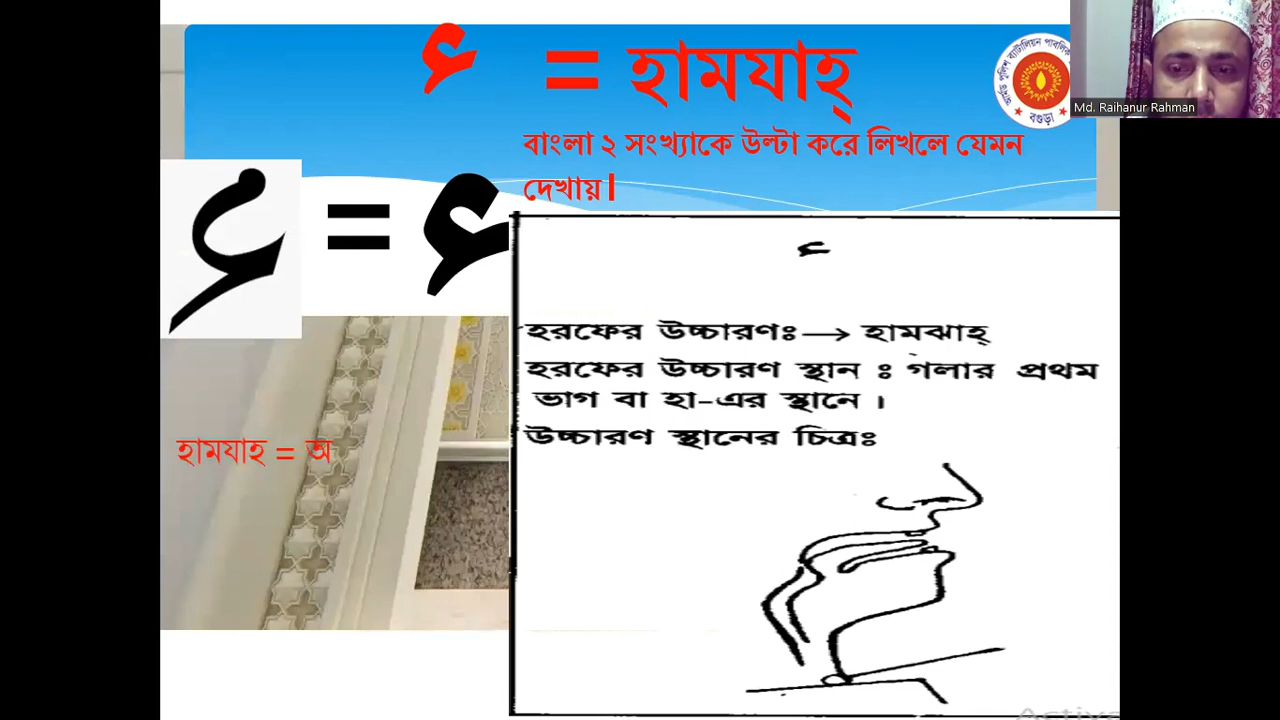 ء = হামযাহ্
বাংলা ২ সংখ্যাকে উল্টা করে লিখলে যেমন
দেখায়।
= ء
ء
হরফের উচ্চারণঃ→ হামঝাহ্
হরফের উচ্চারণ স্থান ঃ গলার প্রথম
ভাগ বা হা-এর স্থানে ।
উচ্চারণ স্থানের চিত্রঃ
হামযাহ = অ
বগুড়া
Md. Raihanur Rahman